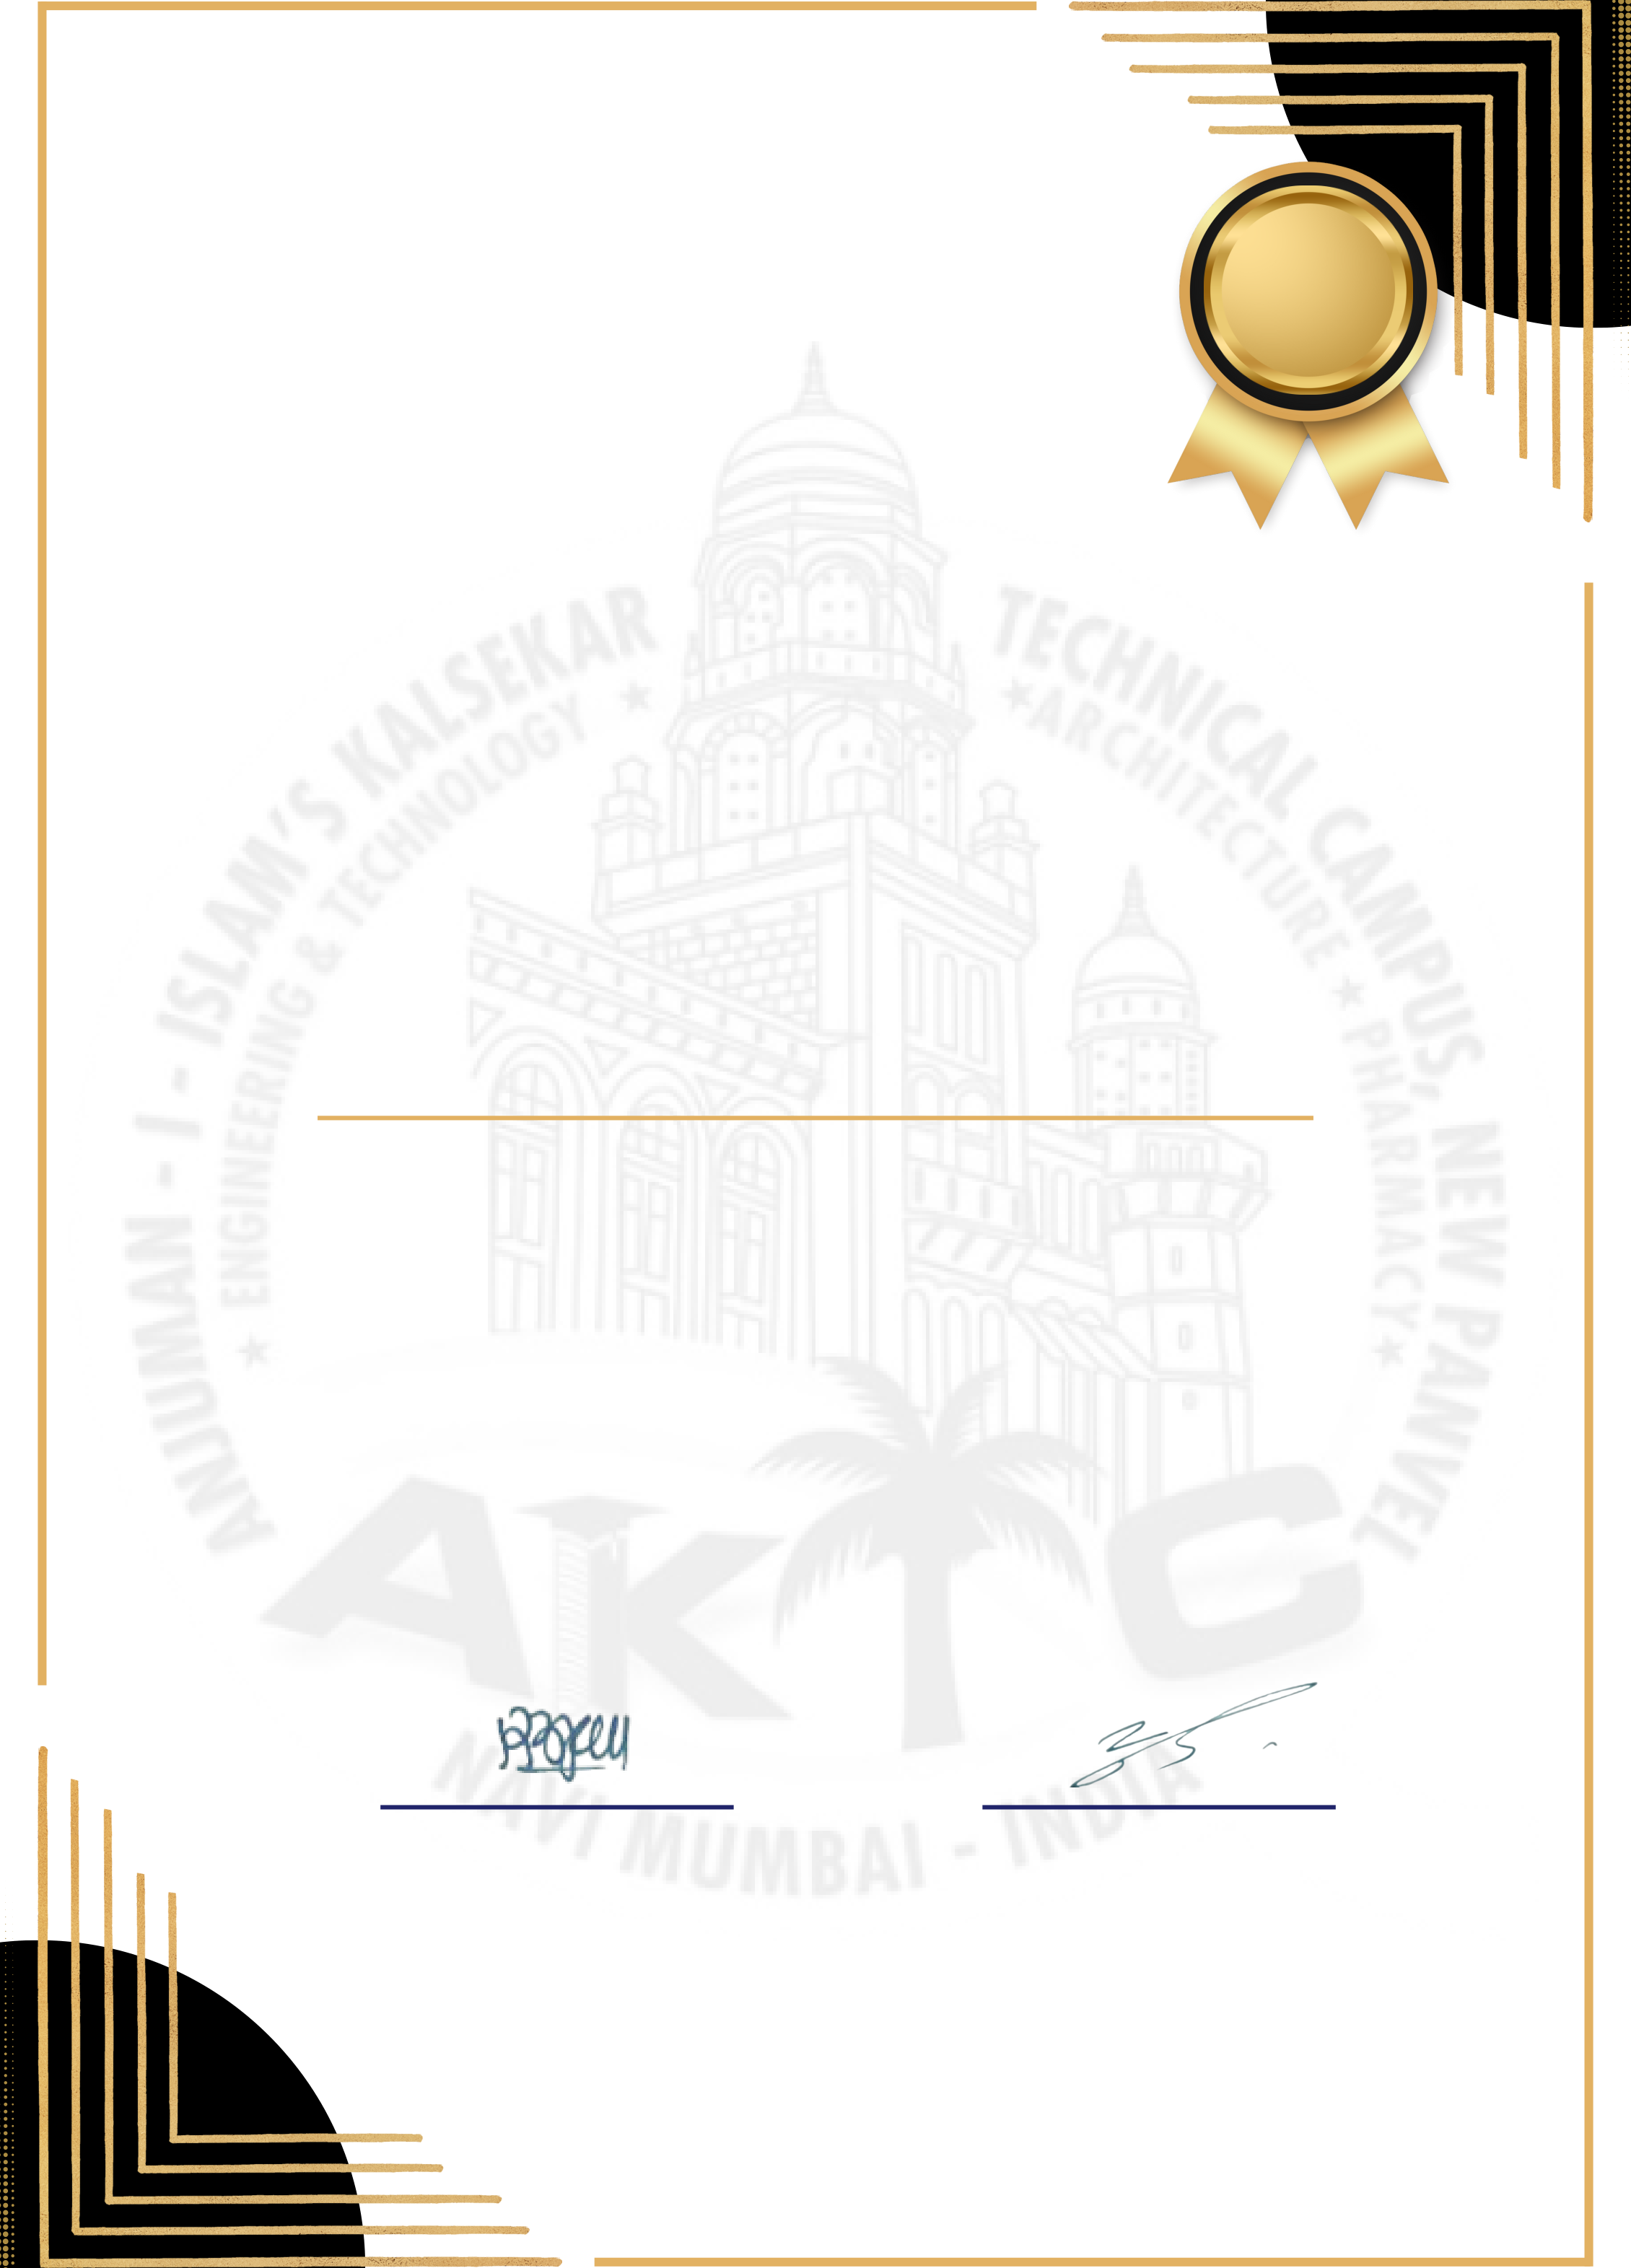 ANJUMAN - I - ISLAM'S KALSEKAR
TECHNICAL CAMPUS, NEW PANVEL
★ ENGINEERING & TECHNOLOGY ★
★ARCHITECTURE ★ PHARMACY★
AKTC
NAVI MUMBAI - INDIA